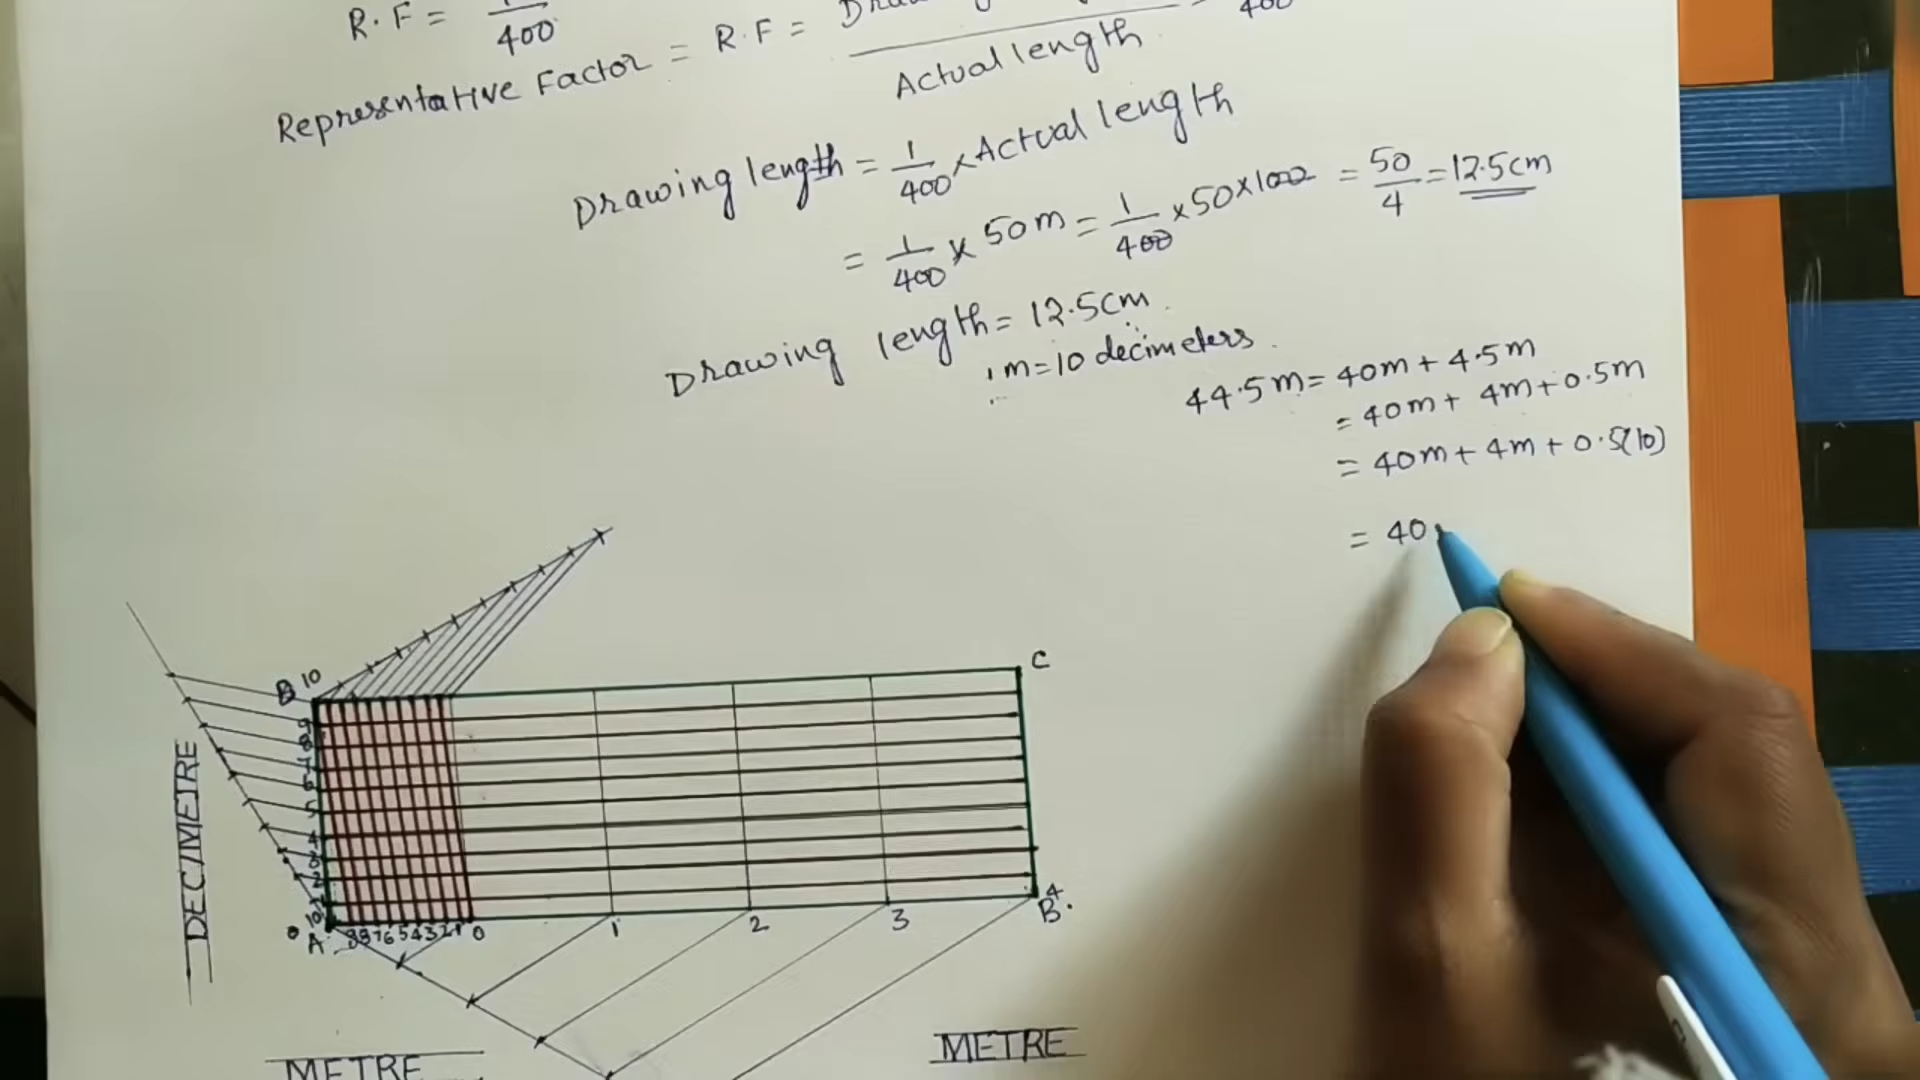 R.F = 1/400
Representative Factor = R.F =
Actual length
400
Drawing length = 1/400 × Actual length
= 1/400 × 50m = 1/400 × 50×100 = 50/4 = 12.5cm
Drawing length = 12.5cm
1m = 10 decimeters.
44.5m = 40m + 4.5m
= 40m + 4m + 0.5m
= 40m + 4m + 0.5(10)
= 40
B 10 C
9
8
DECIMETRE
4
3
2
1
0 A 10 9 8 7 6 5 4 3 2 1 0 1 2 3 4 B.
METRE METRE